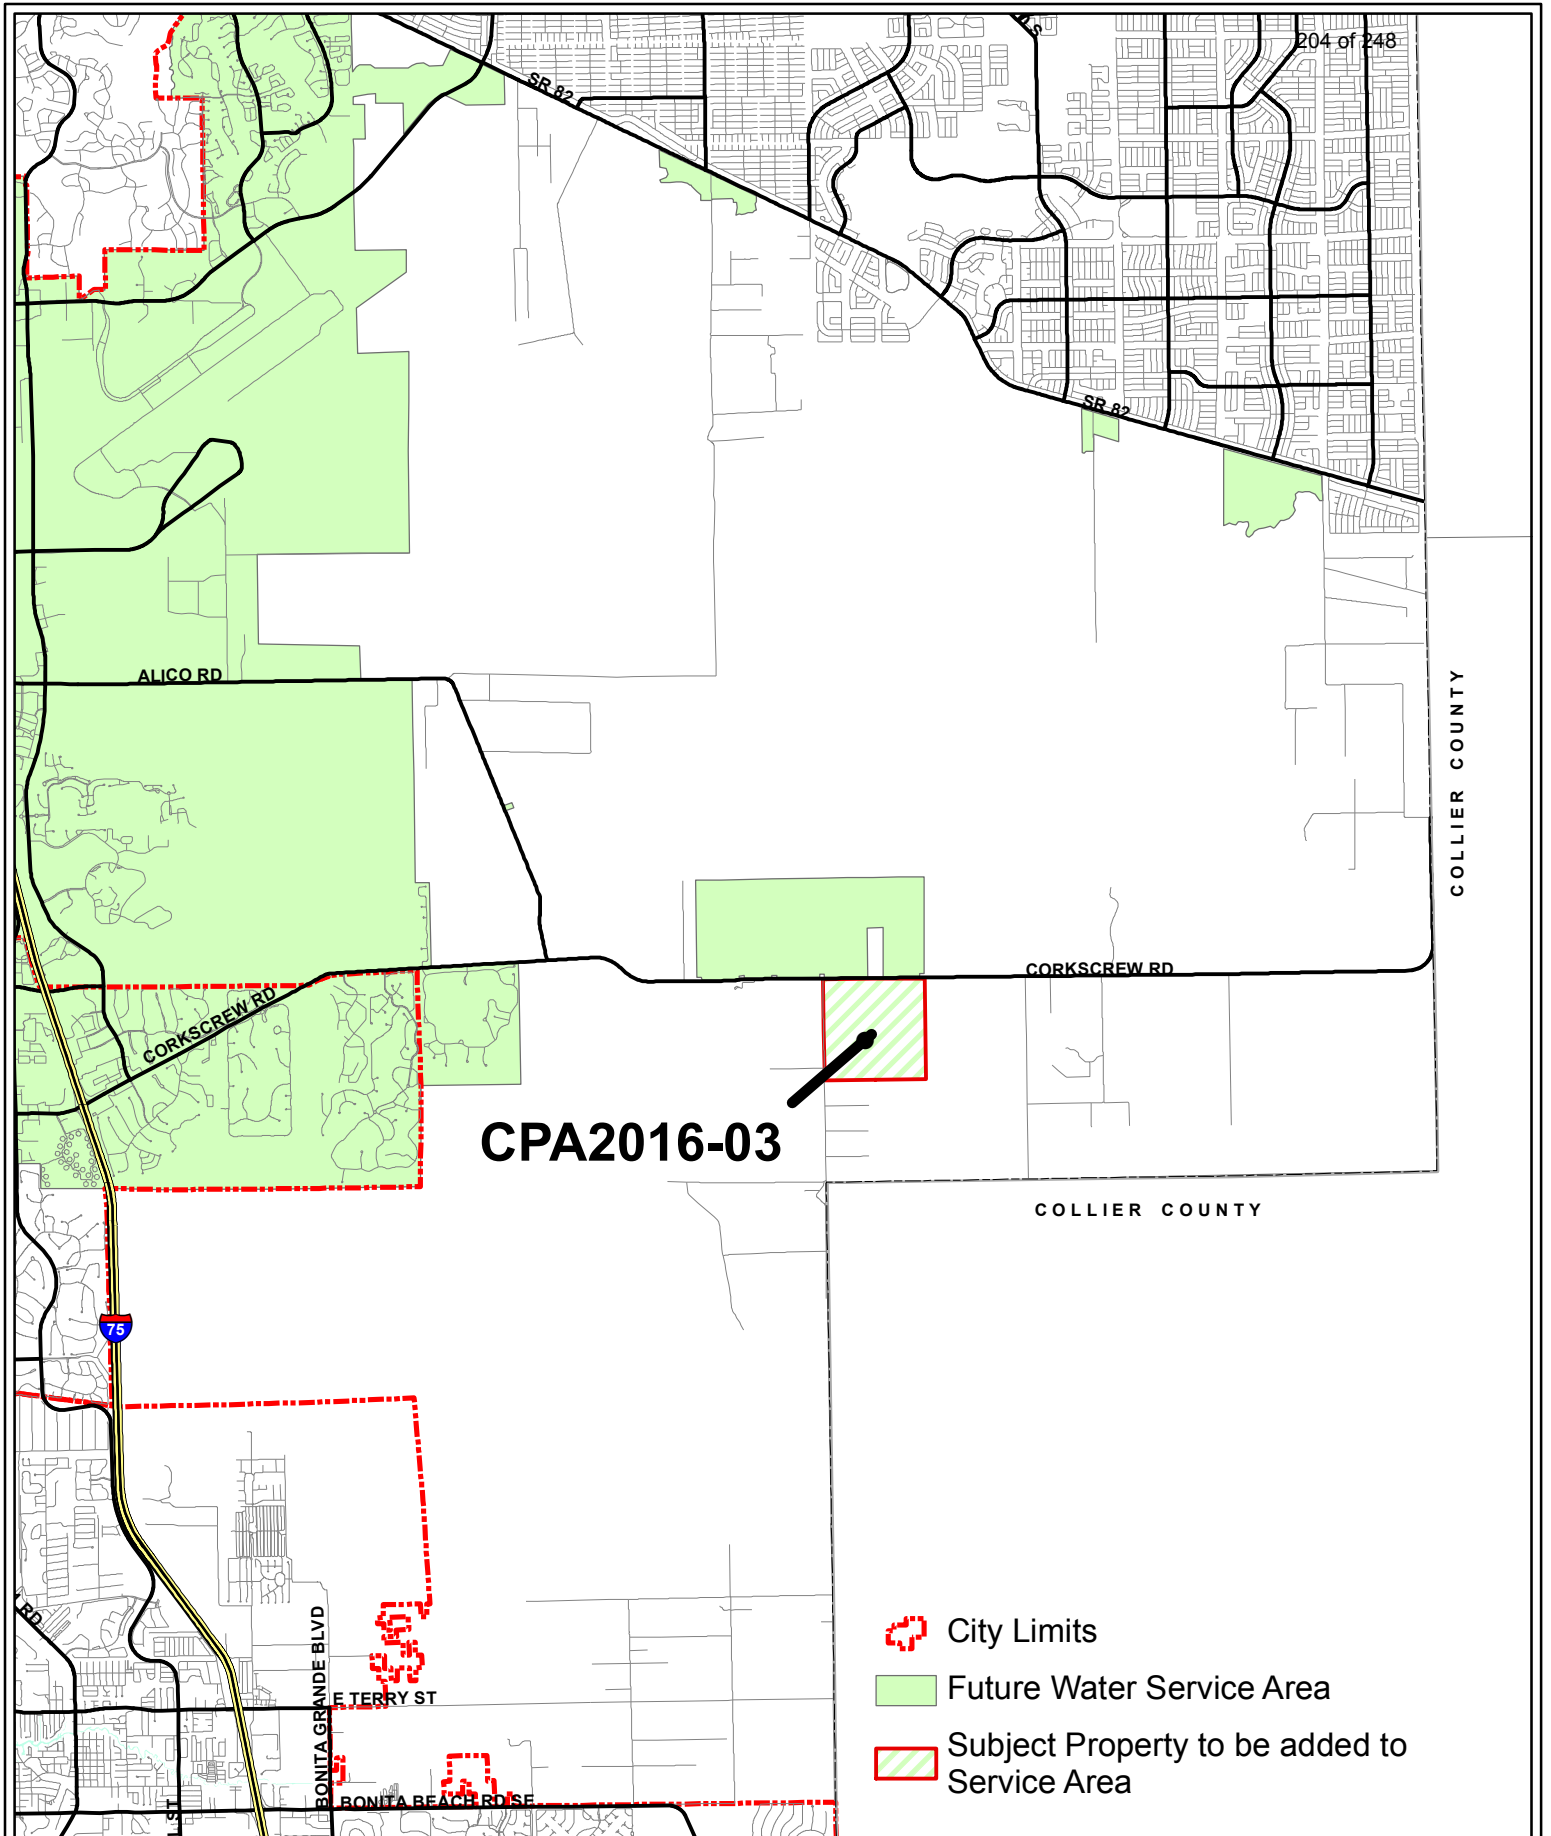 204 of 248
SR 82
SR 82
ALICO RD
COLLIER COUNTY
CORKSCREW RD
CORKSCREW RD
CPA2016-03
COLLIER COUNTY
75
City Limits
Future Water Service Area
Subject Property to be added to
Service Area
BONITA GRANDE BLVD
E TERRY ST
BONITA BEACH RD SE
RD
ST